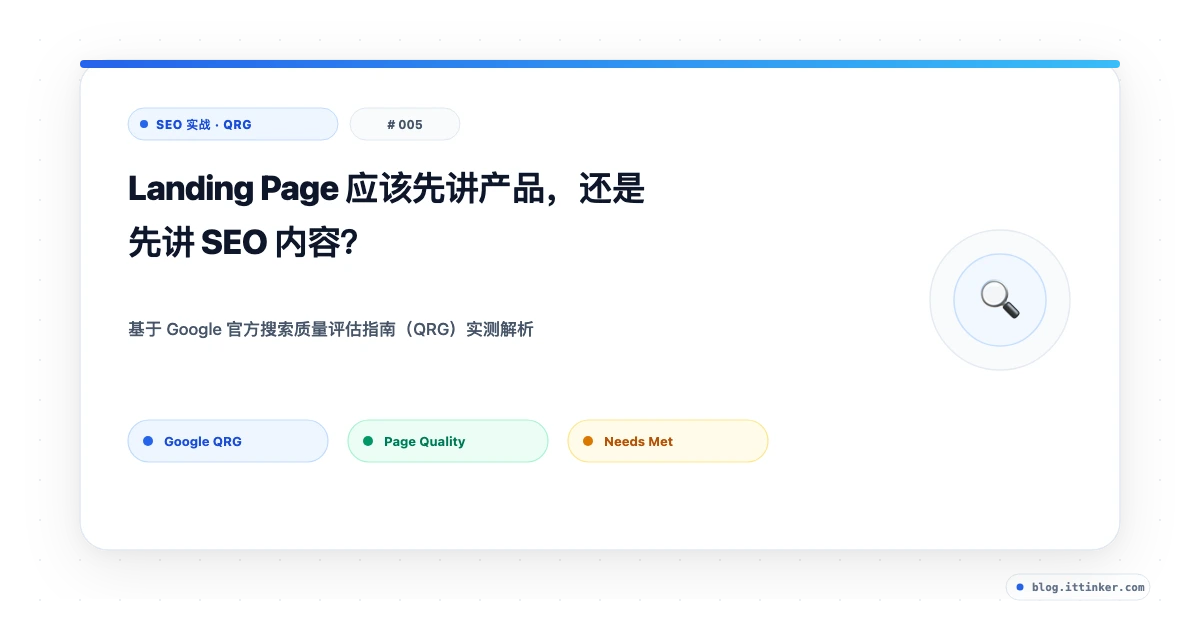 SEO 实战 · QRG
# 005
Landing Page 应该先讲产品，还是
先讲 SEO 内容？
基于 Google 官方搜索质量评估指南（QRG）实测解析
Google QRG
Page Quality
Needs Met
blog.ittinker.com